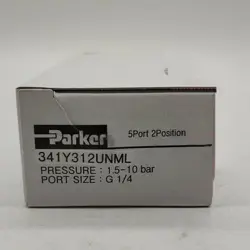 Parker
5Port 2Position
341Y312UNML
PRESSURE : 1.5-10 bar
PORT SIZE : G 1/4